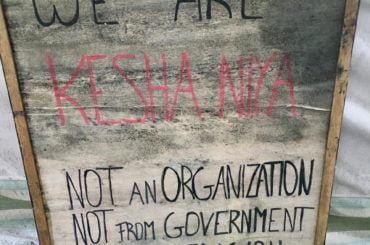 WE ARE
KESHA NIYA
NOT AN ORGANIZATION
NOT FROM GOVERNMENT